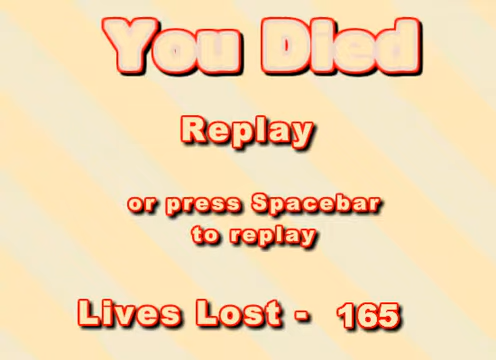 You Died
Replay
or press Spacebar
to replay
Lives Lost - 165